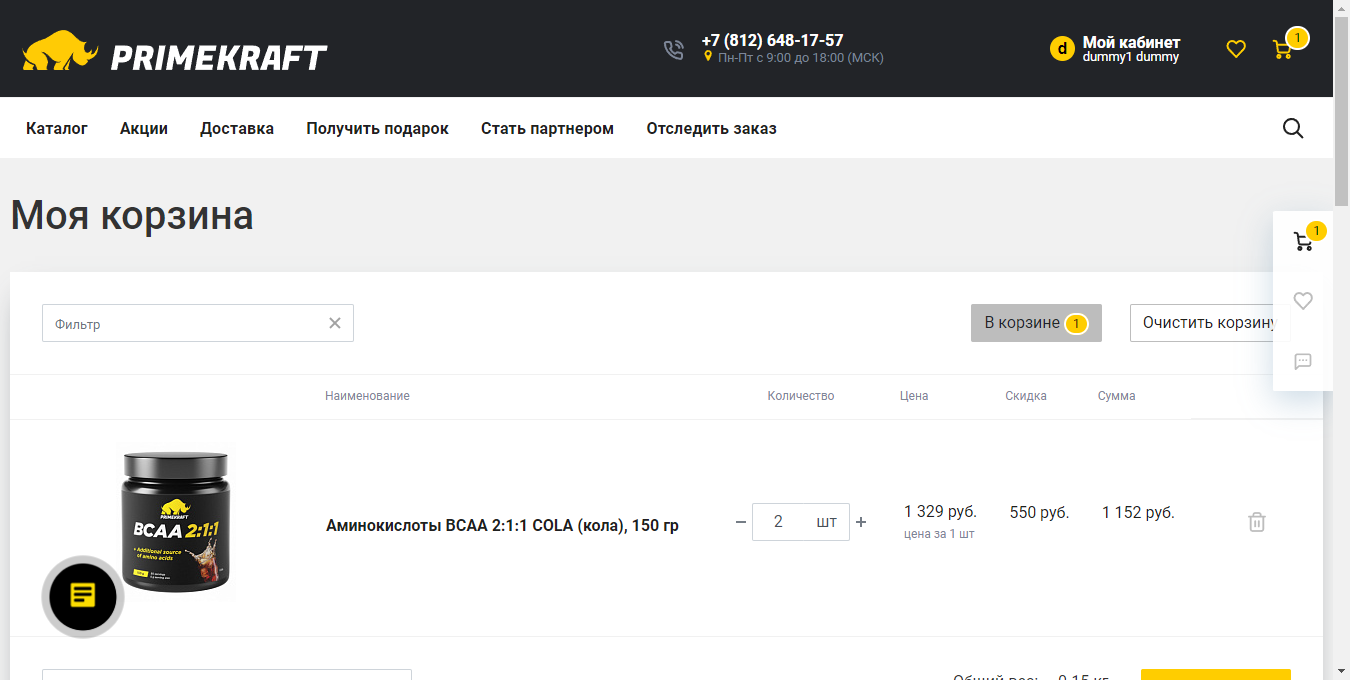 PRIMEKRAFT
+7 (812) 648-17-57
Пн-Пт с 9:00 до 18:00 (МСК)
d
Мой кабинет
dummy1 dummy
1
Каталог
Акции
Доставка
Получить подарок
Стать партнером
Отследить заказ
Моя корзина
1
Фильтр
В корзине 1
Очистить корзину
Наименование
Количество
Цена
Скидка
Сумма
PRIMEKRAFT
BCAA 2:1:1
+ Additional source
of amino acids
Аминокислоты BCAA 2:1:1 COLA (кола), 150 гр
2 шт
1 329 руб.
цена за 1 шт
550 руб.
1 152 руб.
Общий вес: 0.15 кг